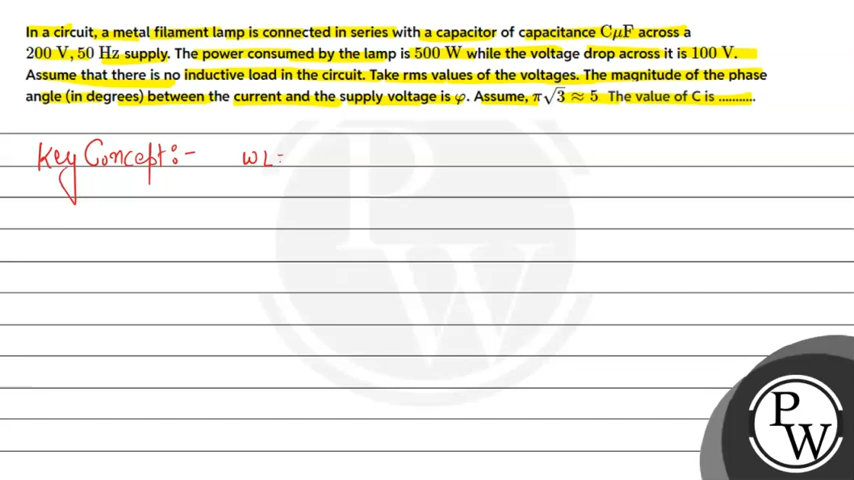 In a circuit, a metal filament lamp is connected in series with a capacitor of capacitance CμF across a
200 V, 50 Hz supply. The power consumed by the lamp is 500 W while the voltage drop across it is 100 V.
Assume that there is no inductive load in the circuit. Take rms values of the voltages. The magnitude of the phase
angle (in degrees) between the current and the supply voltage is φ. Assume, π√3 ≈ 5 The value of C is ...........
Key Concept:- ωL=
P
W
P
W